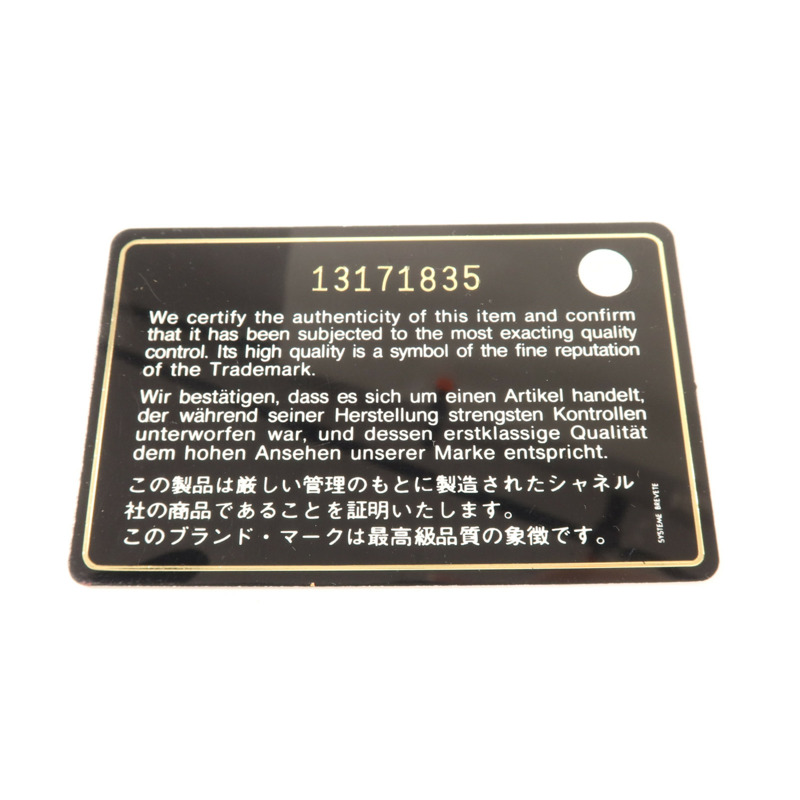 13171835
We certify the authenticity of this item and confirm
that it has been subjected to the most exacting quality
control. Its high quality is a symbol of the fine reputation
of the Trademark.
Wir bestätigen, dass es sich um einen Artikel handelt,
der während seiner Herstellung strengsten Kontrollen
unterworfen war, und dessen erstklassige Qualität
dem hohen Ansehen unserer Marke entspricht.
この製品は厳しい管理のもとに製造されたシャネル
社の商品であることを証明いたします。
このブランド・マークは最高級品質の象徴です。
SYSTEME BREVETE